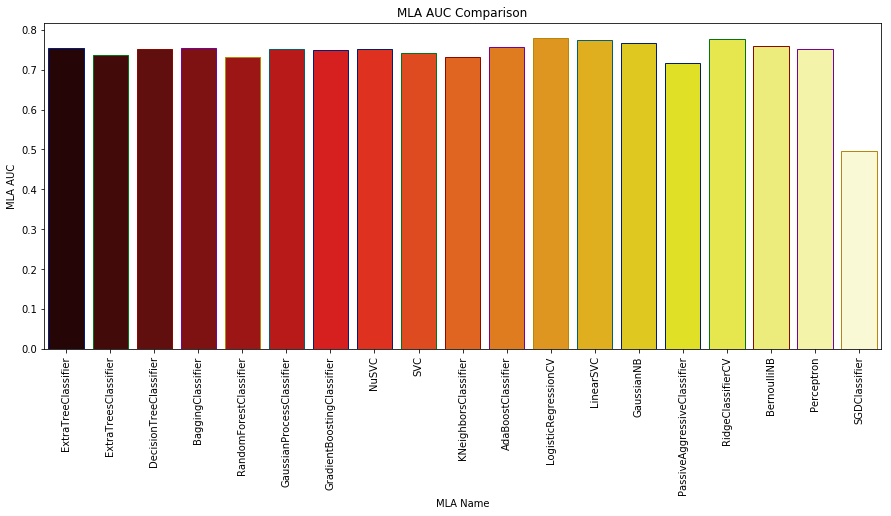 MLA AUC Comparison
MLA AUC
0.8
0.7
0.6
0.5
0.4
0.3
0.2
0.1
0.0
ExtraTreeClassifier
ExtraTreesClassifier
DecisionTreeClassifier
BaggingClassifier
RandomForestClassifier
GaussianProcessClassifier
GradientBoostingClassifier
NuSVC
SVC
KNeighborsClassifier
AdaBoostClassifier
LogisticRegressionCV
LinearSVC
GaussianNB
PassiveAggressiveClassifier
RidgeClassifierCV
BernoulliNB
Perceptron
SGDClassifier
MLA Name